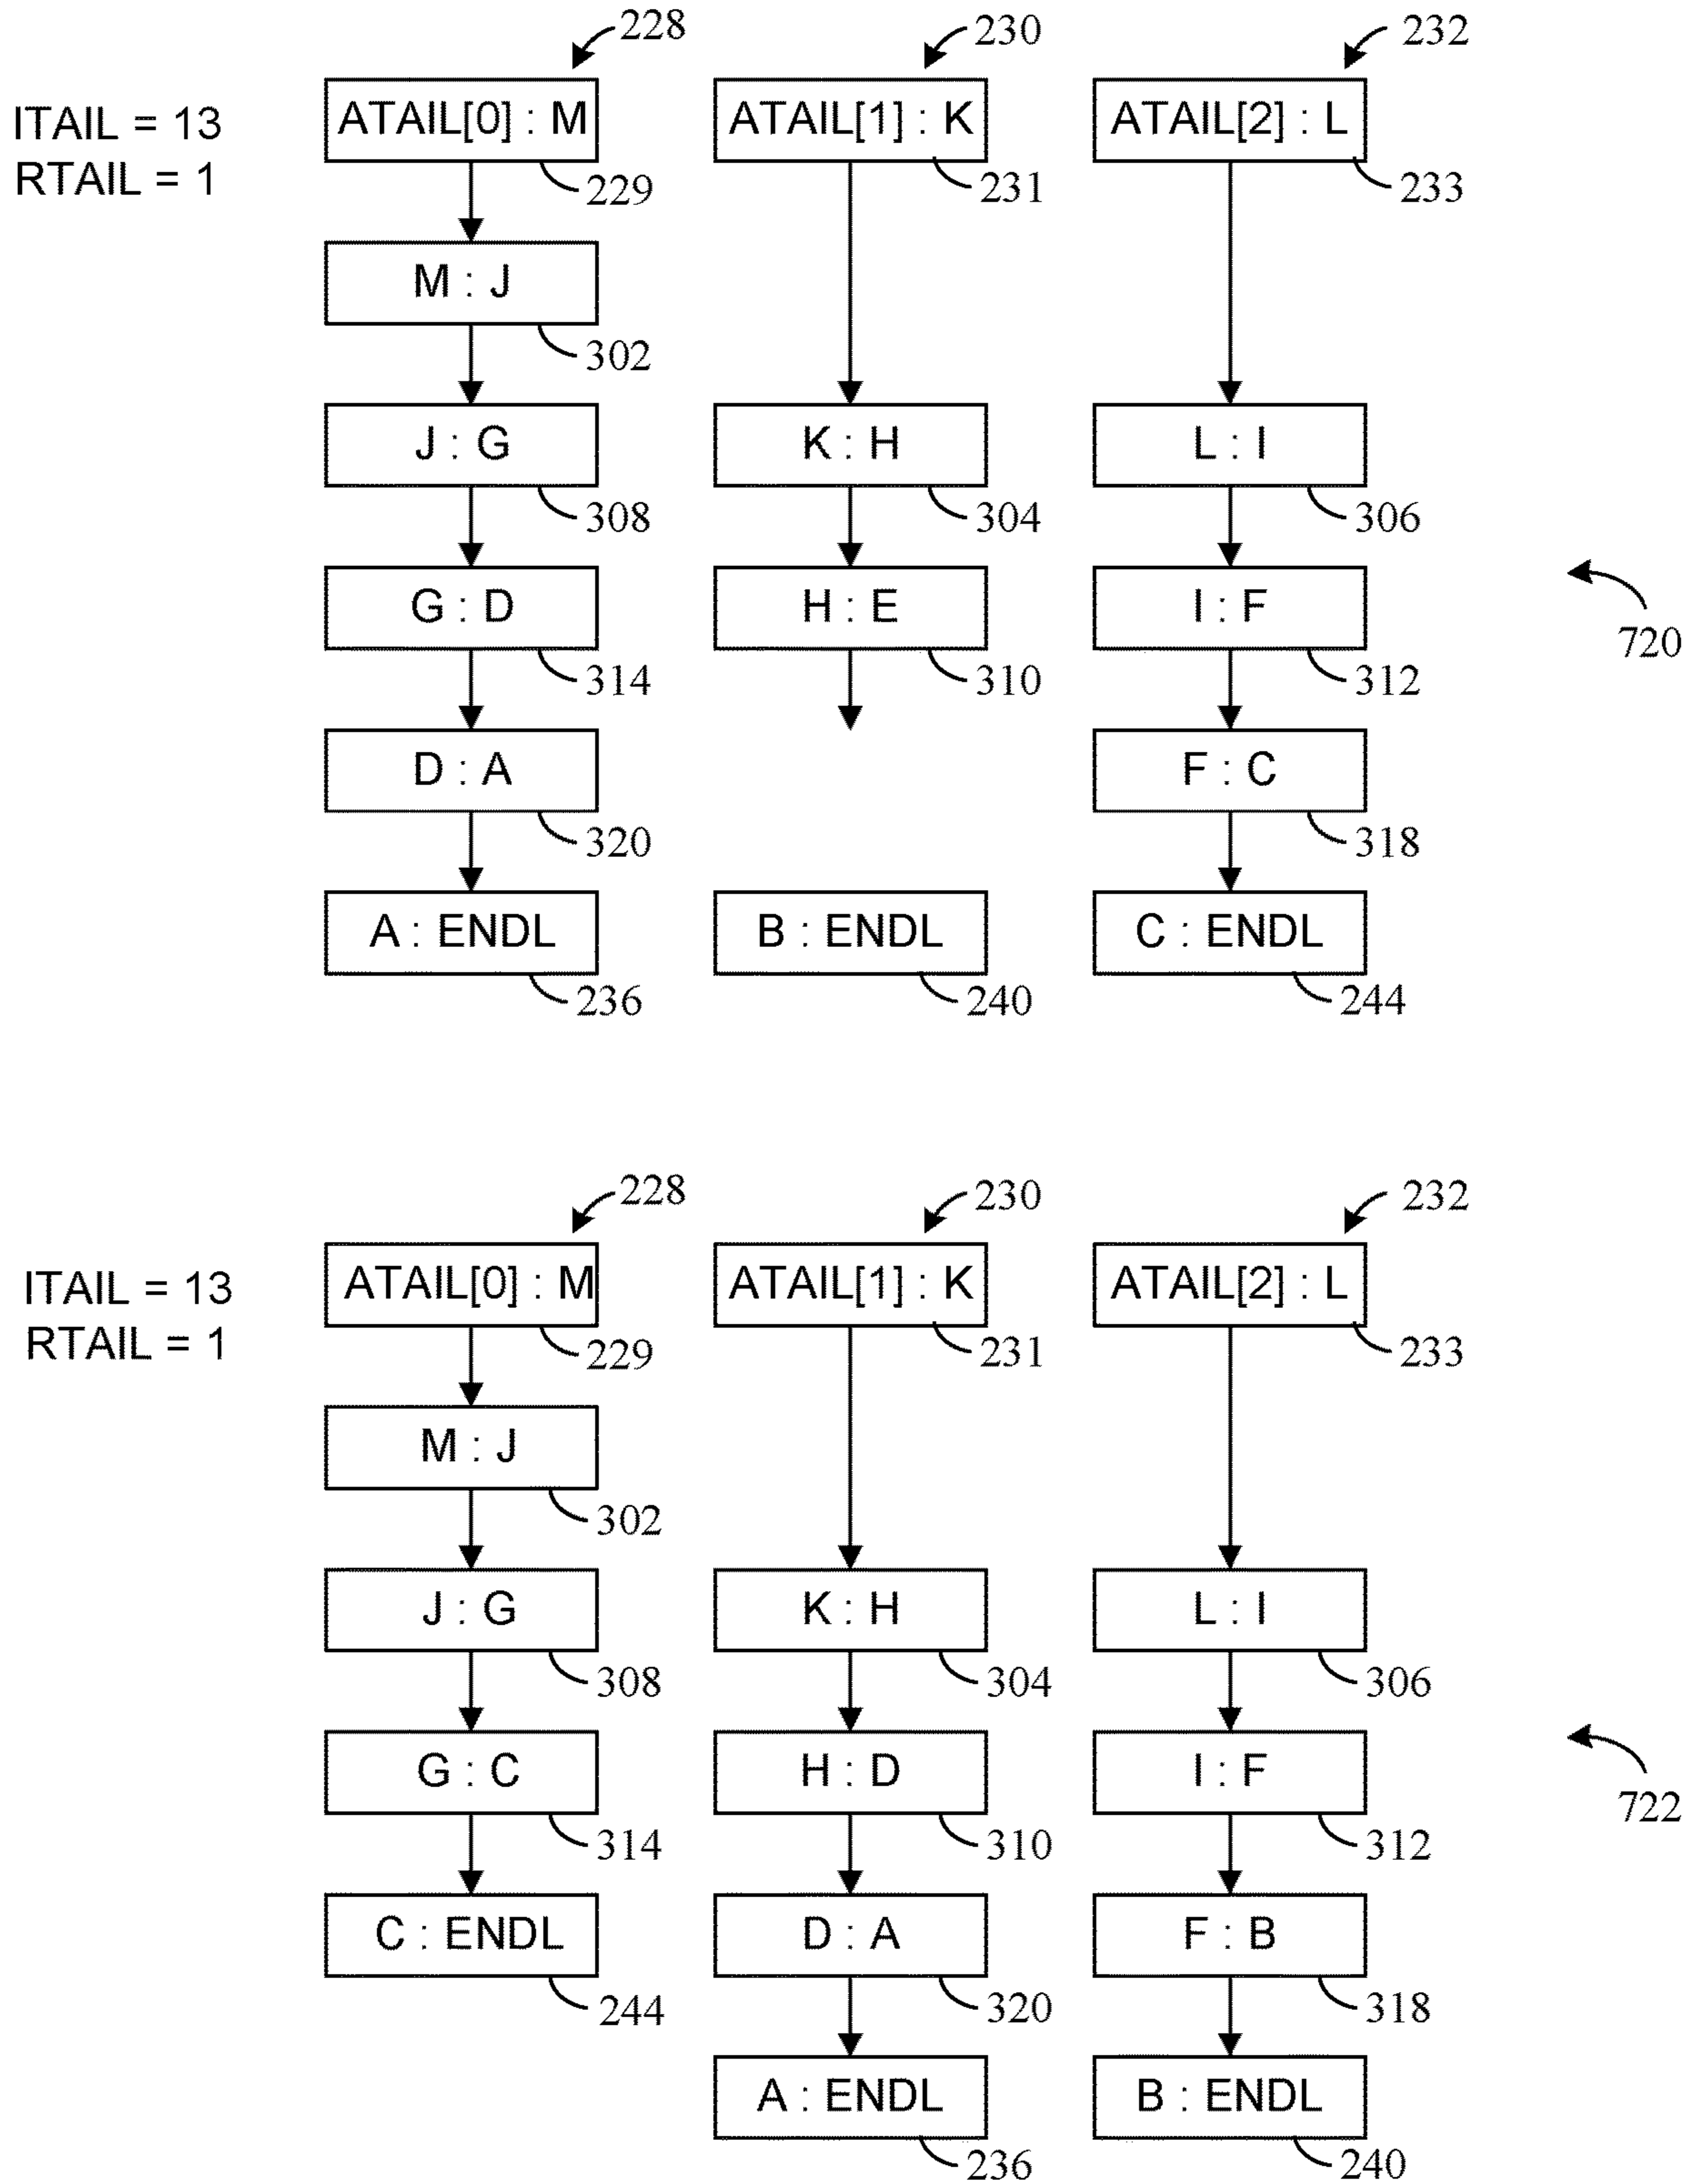 228 230 232
ITAIL = 13
RTAIL = 1
ATAIL[0] : M ATAIL[1] : K ATAIL[2] : L
229 231 233
M : J
302
J : G K : H L : I
308 304 306
G : D H : E I : F
720
314 310 312
D : A F : C
320 318
A : ENDL B : ENDL C : ENDL
236 240 244
228 230 232
ITAIL = 13
RTAIL = 1
ATAIL[0] : M ATAIL[1] : K ATAIL[2] : L
229 231 233
M : J
302
J : G K : H L : I
308 304 306
G : C H : D I : F
722
314 310 312
C : ENDL D : A F : B
244 320 318
A : ENDL B : ENDL
236 240